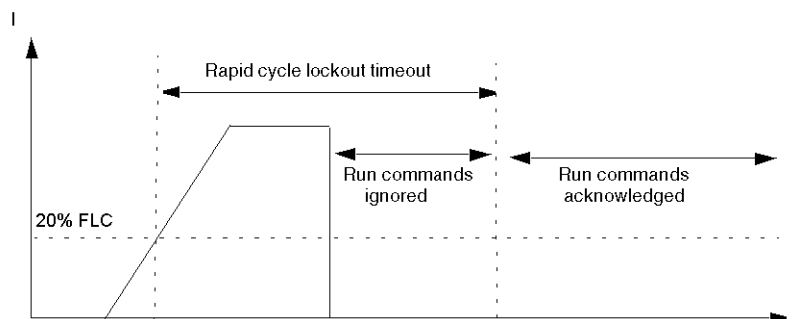 I
Rapid cycle lockout timeout
Run commands
ignored
Run commands
acknowledged
20% FLC